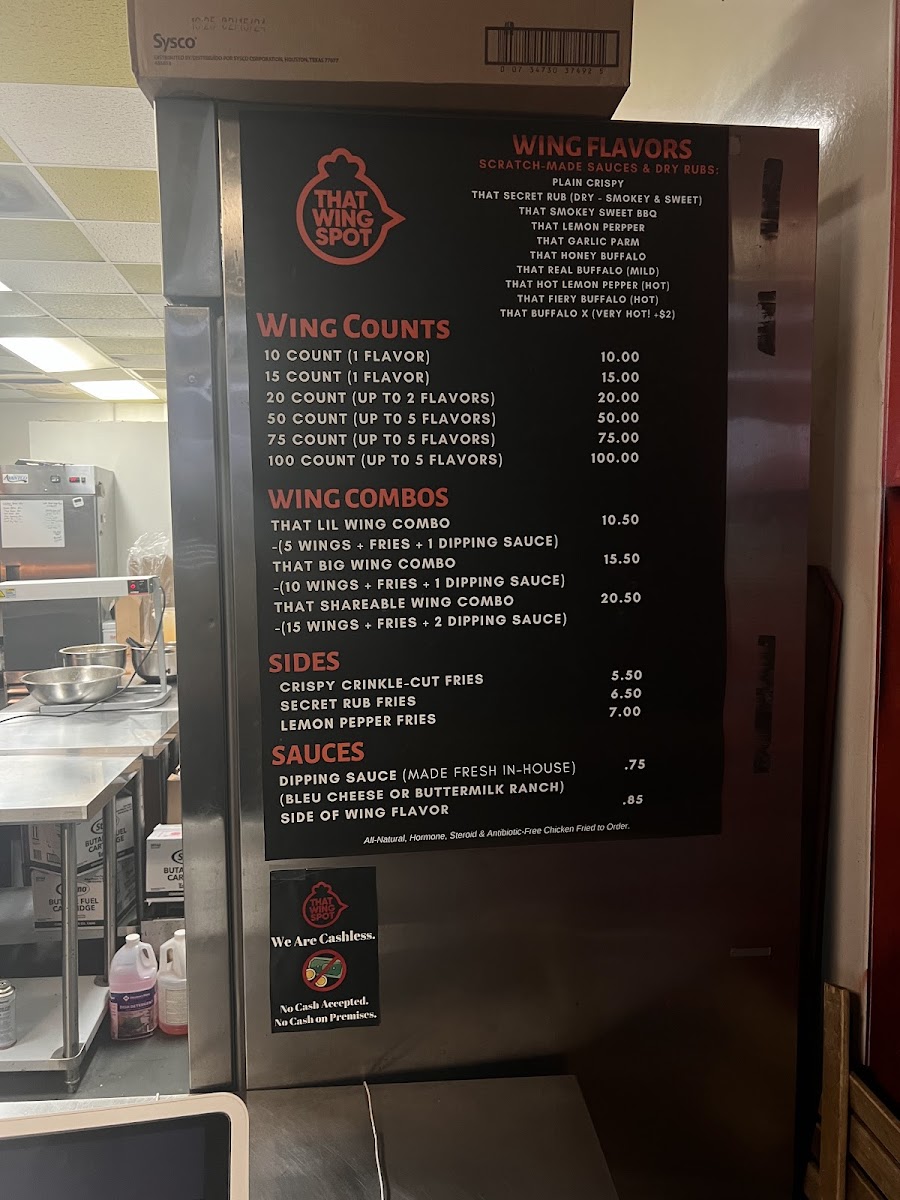 Sysco
0 07 34730 37692 5
THAT
WING
SPOT
WING FLAVORS
SCRATCH-MADE SAUCES & DRY RUBS:
PLAIN CRISPY
THAT SECRET RUB (DRY - SMOKEY & SWEET)
THAT SMOKEY SWEET BBQ
THAT LEMON PERPPER
THAT GARLIC PARM
THAT HONEY BUFFALO
THAT REAL BUFFALO (MILD)
THAT HOT LEMON PEPPER (HOT)
THAT FIERY BUFFALO (HOT)
THAT BUFFALO X (VERY HOT! +$2)
WING COUNTS
10 COUNT (1 FLAVOR) 10.00
15 COUNT (1 FLAVOR) 15.00
20 COUNT (UP TO 2 FLAVORS) 20.00
50 COUNT (UP TO 5 FLAVORS) 50.00
75 COUNT (UP TO 5 FLAVORS) 75.00
100 COUNT (UP TO 5 FLAVORS) 100.00
WING COMBOS
THAT LIL WING COMBO 10.50
-(5 WINGS + FRIES + 1 DIPPING SAUCE)
THAT BIG WING COMBO 15.50
-(10 WINGS + FRIES + 1 DIPPING SAUCE)
THAT SHAREABLE WING COMBO 20.50
-(15 WINGS + FRIES + 2 DIPPING SAUCE)
SIDES
CRISPY CRINKLE-CUT FRIES 5.50
SECRET RUB FRIES 6.50
LEMON PEPPER FRIES 7.00
SAUCES
DIPPING SAUCE (MADE FRESH IN-HOUSE) .75
(BLEU CHEESE OR BUTTERMILK RANCH)
SIDE OF WING FLAVOR .85
All-Natural, Hormone, Steroid & Antibiotic-Free Chicken Fried to Order.
THAT
WING
SPOT
We Are Cashless.
No Cash Accepted.
No Cash on Premises.